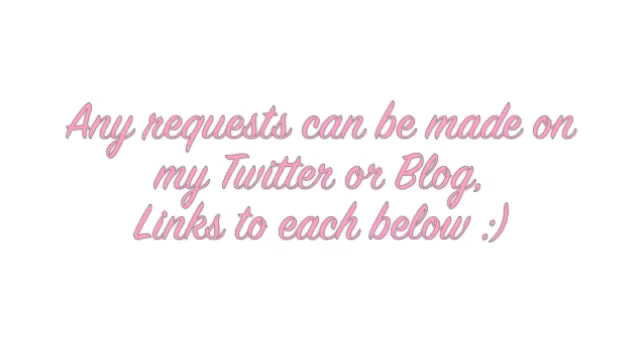 Any requests can be made on
my Twitter or Blog,
Links to each below :)